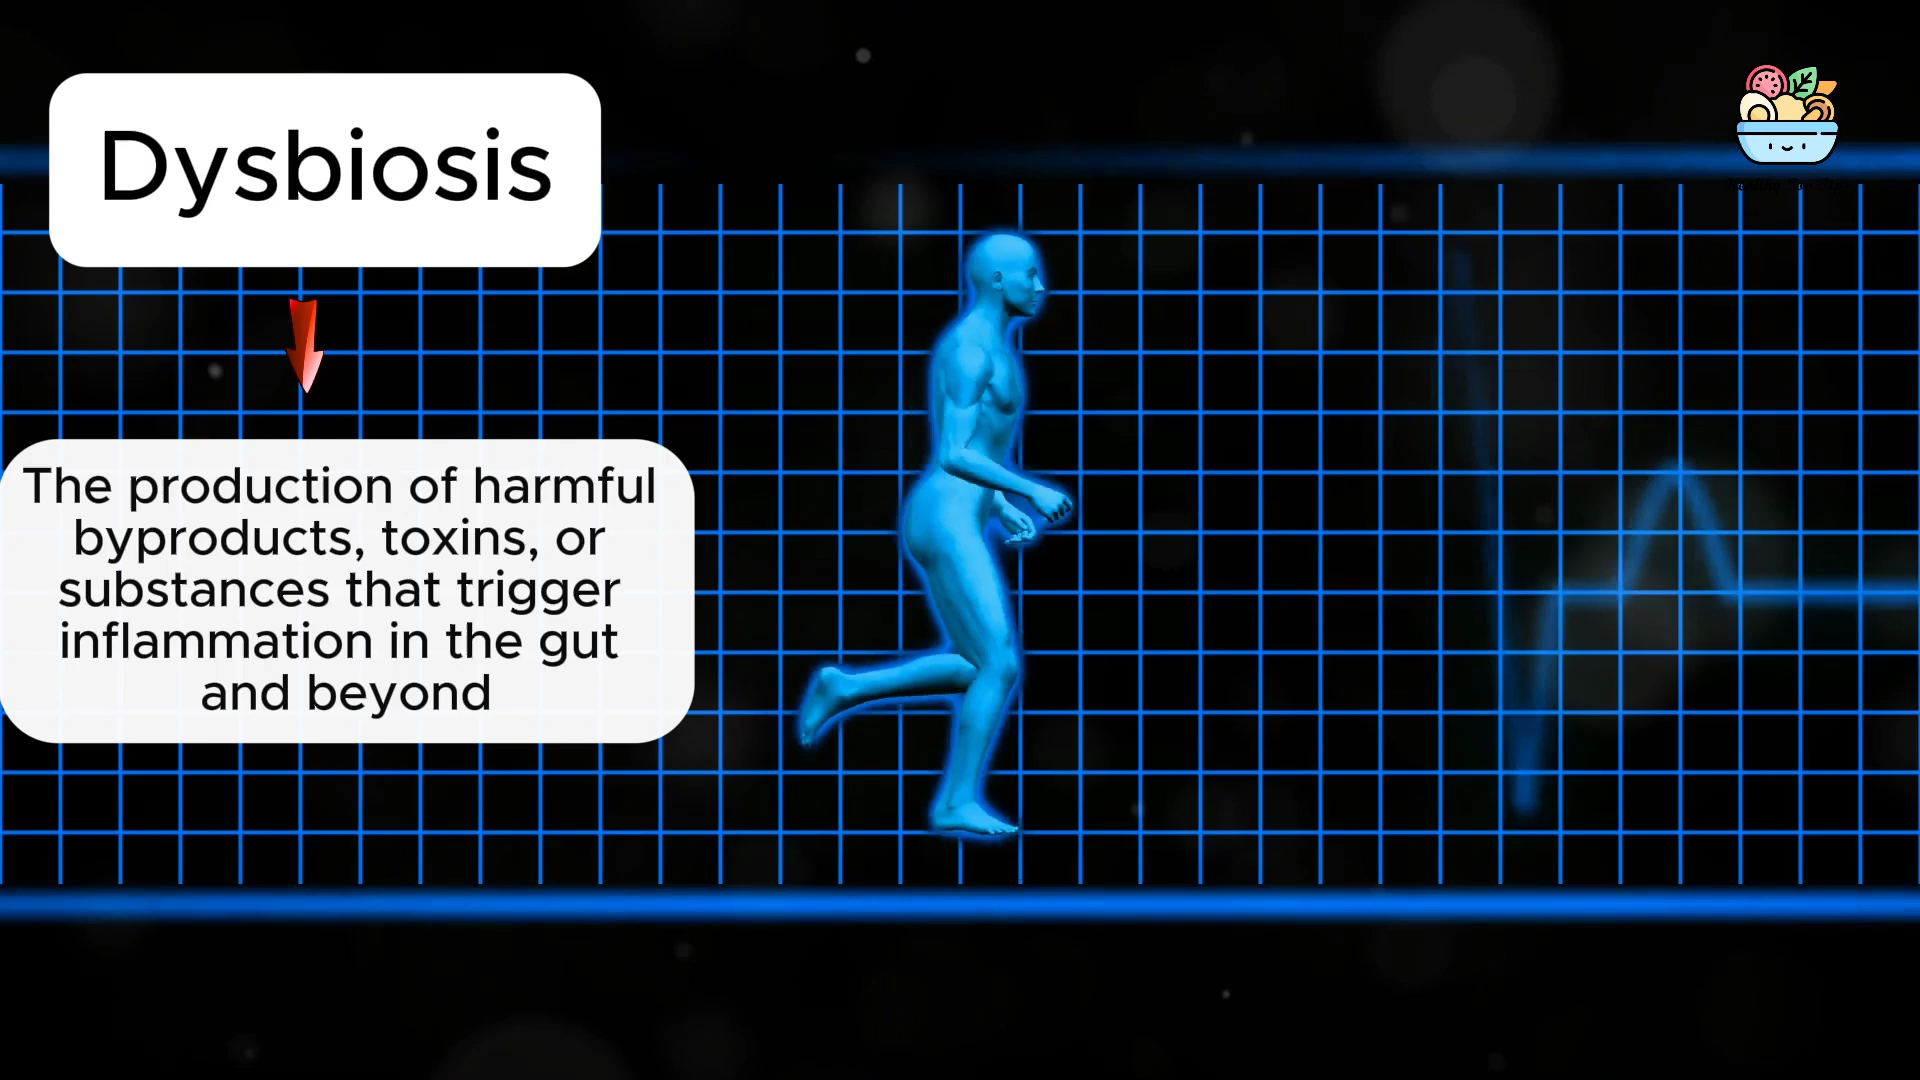 Dysbiosis
The production of harmful
byproducts, toxins, or
substances that trigger
inflammation in the gut
and beyond